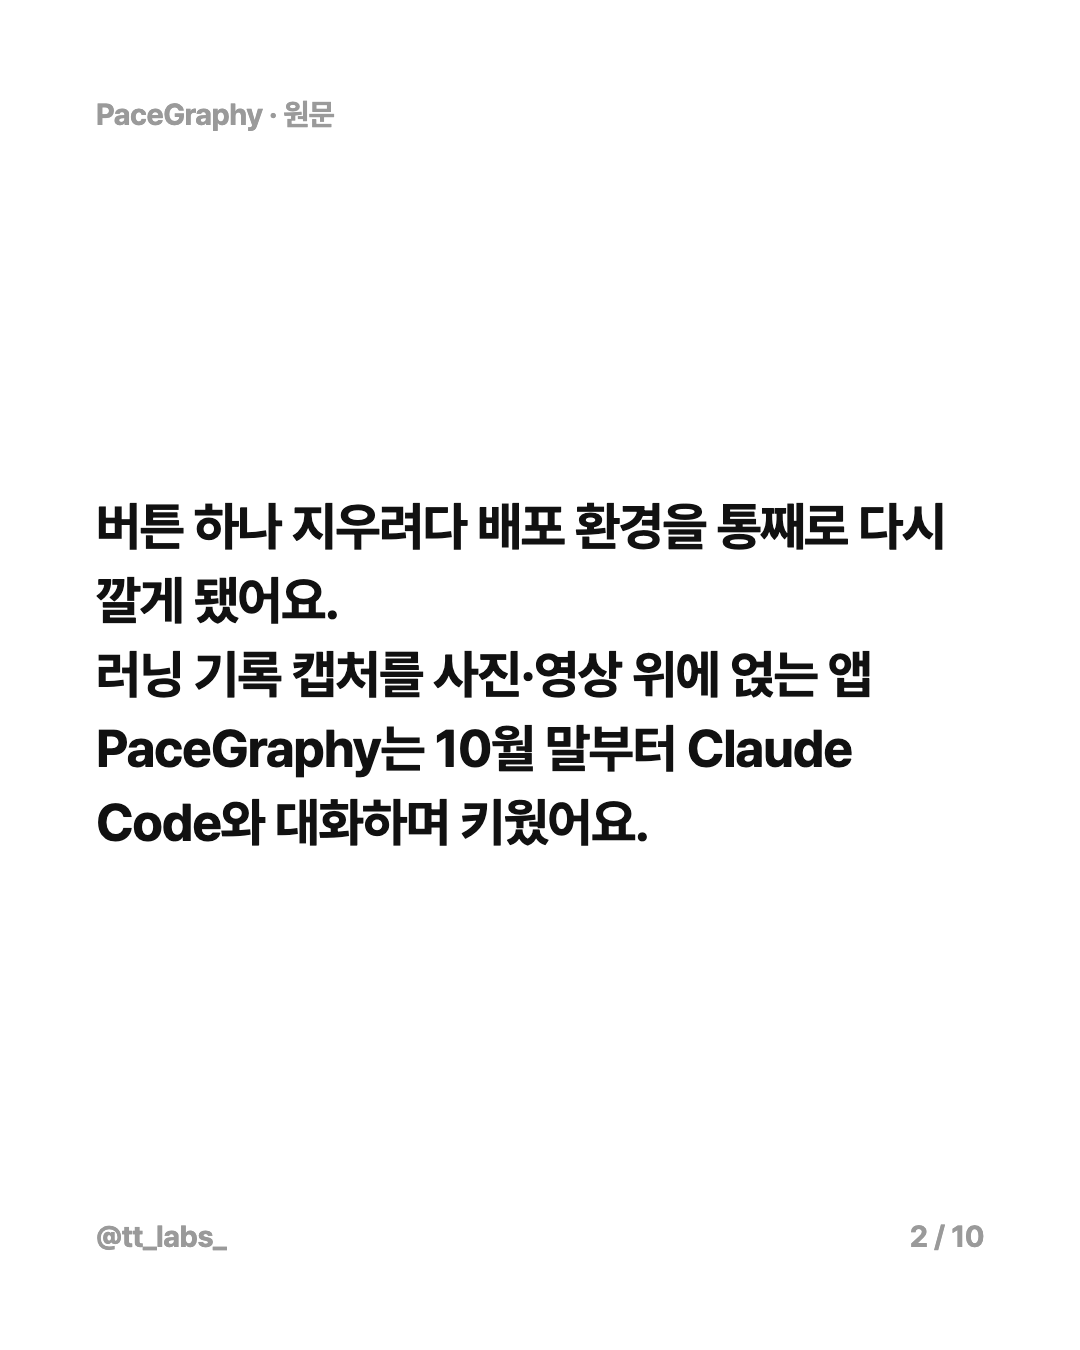 PaceGraphy · 원문
버튼 하나 지우려다 배포 환경을 통째로 다시
깔게 됐어요.
러닝 기록 캡처를 사진·영상 위에 얹는 앱
PaceGraphy는 10월 말부터 Claude
Code와 대화하며 키웠어요.
@tt_labs_
2 / 10